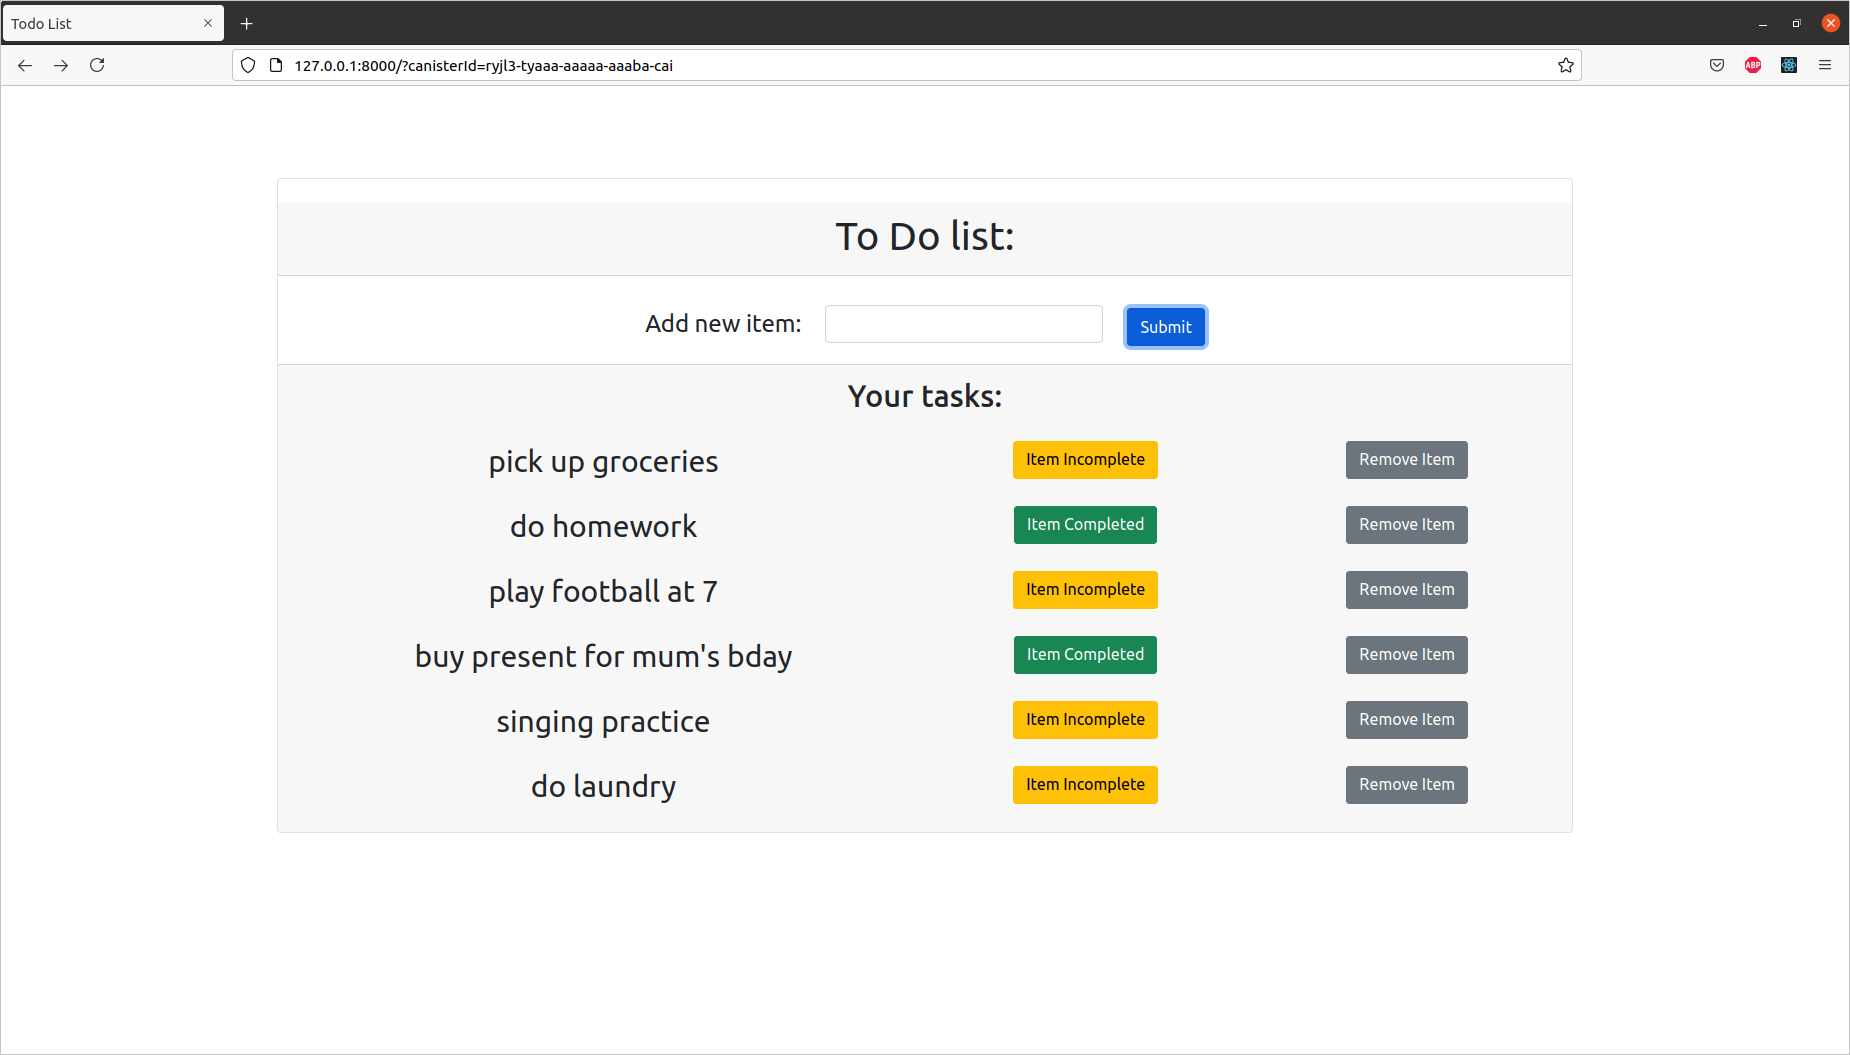 Todo List
127.0.0.1:8000/?canisterId=ryjl3-tyaaa-aaaaa-aaaba-cai
ABP
To Do list:
Add new item: Submit
Your tasks:
pick up groceries Item Incomplete Remove Item
do homework Item Completed Remove Item
play football at 7 Item Incomplete Remove Item
buy present for mum's bday Item Completed Remove Item
singing practice Item Incomplete Remove Item
do laundry Item Incomplete Remove Item